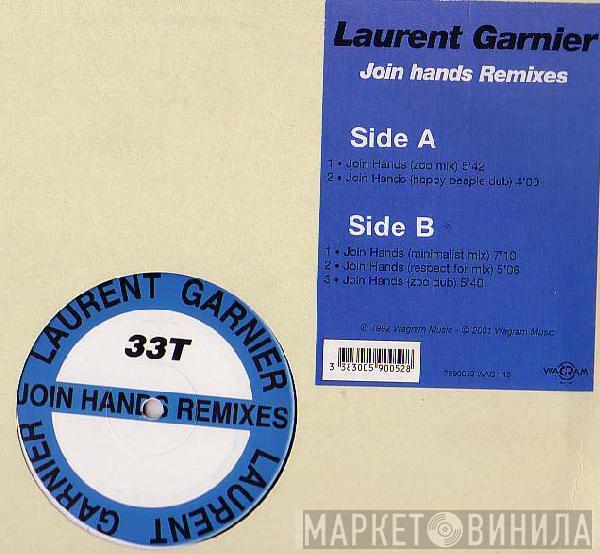 Laurent Garnier
Join hands Remixes
Side A
1 • Join Hands (zoo mix) 5'42
2 • Join Hands (happy people dub) 4'00
Side B
1 • Join Hands (minimalist mix) 7'10
2 • Join Hands (respect for mix) 5'06
3 • Join Hands (zoo dub) 5'40
℗ 1992 Wagram Music - © 2001 Wagram Music
3 383005 900528
WAGRAM
LAURENT GARNIER
33T
JOIN HANDS REMIXES
LAURENT GARNIER
МАРКЕТ ВИНИЛА